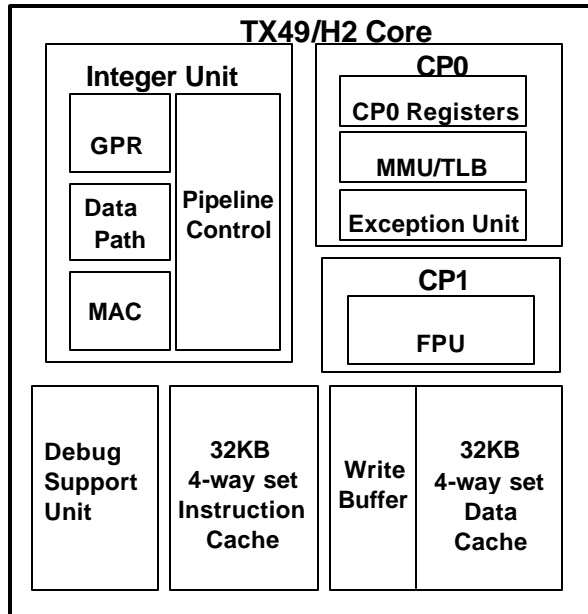 TX49/H2 Core
Integer Unit
GPR
Data
Path
MAC
Pipeline
Control
CP0
CP0 Registers
MMU/TLB
Exception Unit
CP1
FPU
Debug
Support
Unit
32KB
4-way set
Instruction
Cache
Write
Buffer
32KB
4-way set
Data
Cache